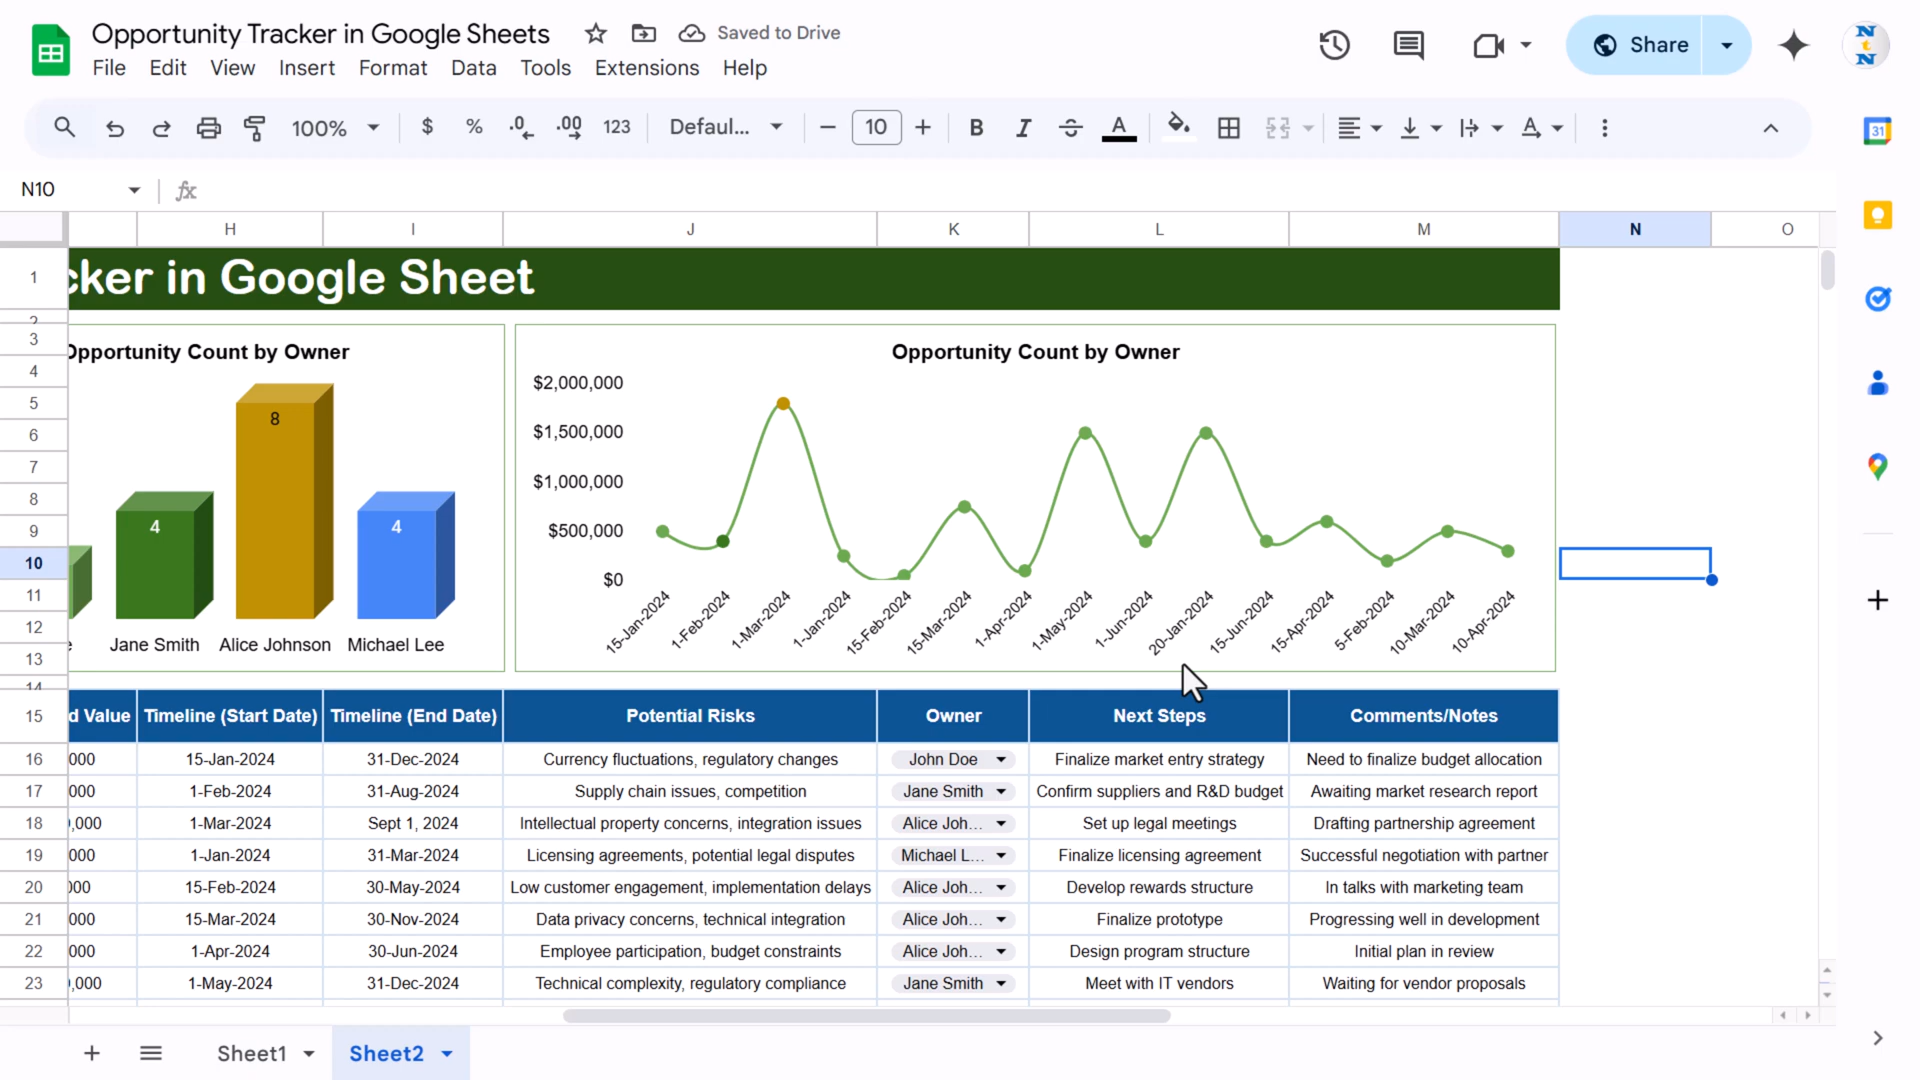 Opportunity Tracker in Google Sheets
Saved to Drive
File Edit View Insert Format Data Tools Extensions Help
Share
N
t
N
100% $ % .0 .00 123 Defaul... 10 B I A A
31
N10 fx
H I J K L M N O
1 cker in Google Sheet
2
3 Opportunity Count by Owner Opportunity Count by Owner
4 $2,000,000
5 8 $1,500,000
6
7 $1,000,000
8
9 4 4 $500,000
10
11 $0
12 Jane Smith Alice Johnson Michael Lee
13 15-Jan-2024 1-Feb-2024 1-Mar-2024 1-Jan-2024 15-Feb-2024 15-Mar-2024 1-Apr-2024 1-May-2024 1-Jun-2024 20-Jan-2024 15-Jun-2024 15-Apr-2024 5-Feb-2024 10-Mar-2024 10-Apr-2024
14
15 d Value Timeline (Start Date) Timeline (End Date) Potential Risks Owner Next Steps Comments/Notes
16 000 15-Jan-2024 31-Dec-2024 Currency fluctuations, regulatory changes John Doe Finalize market entry strategy Need to finalize budget allocation
17 000 1-Feb-2024 31-Aug-2024 Supply chain issues, competition Jane Smith Confirm suppliers and R&D budget Awaiting market research report
18 ,000 1-Mar-2024 Sept 1, 2024 Intellectual property concerns, integration issues Alice Joh... Set up legal meetings Drafting partnership agreement
19 000 1-Jan-2024 31-Mar-2024 Licensing agreements, potential legal disputes Michael L... Finalize licensing agreement Successful negotiation with partner
20 000 15-Feb-2024 30-May-2024 Low customer engagement, implementation delays Alice Joh... Develop rewards structure In talks with marketing team
21 000 15-Mar-2024 30-Nov-2024 Data privacy concerns, technical integration Alice Joh... Finalize prototype Progressing well in development
22 000 1-Apr-2024 30-Jun-2024 Employee participation, budget constraints Alice Joh... Design program structure Initial plan in review
23 ,000 1-May-2024 31-Dec-2024 Technical complexity, regulatory compliance Jane Smith Meet with IT vendors Waiting for vendor proposals
Sheet1 Sheet2